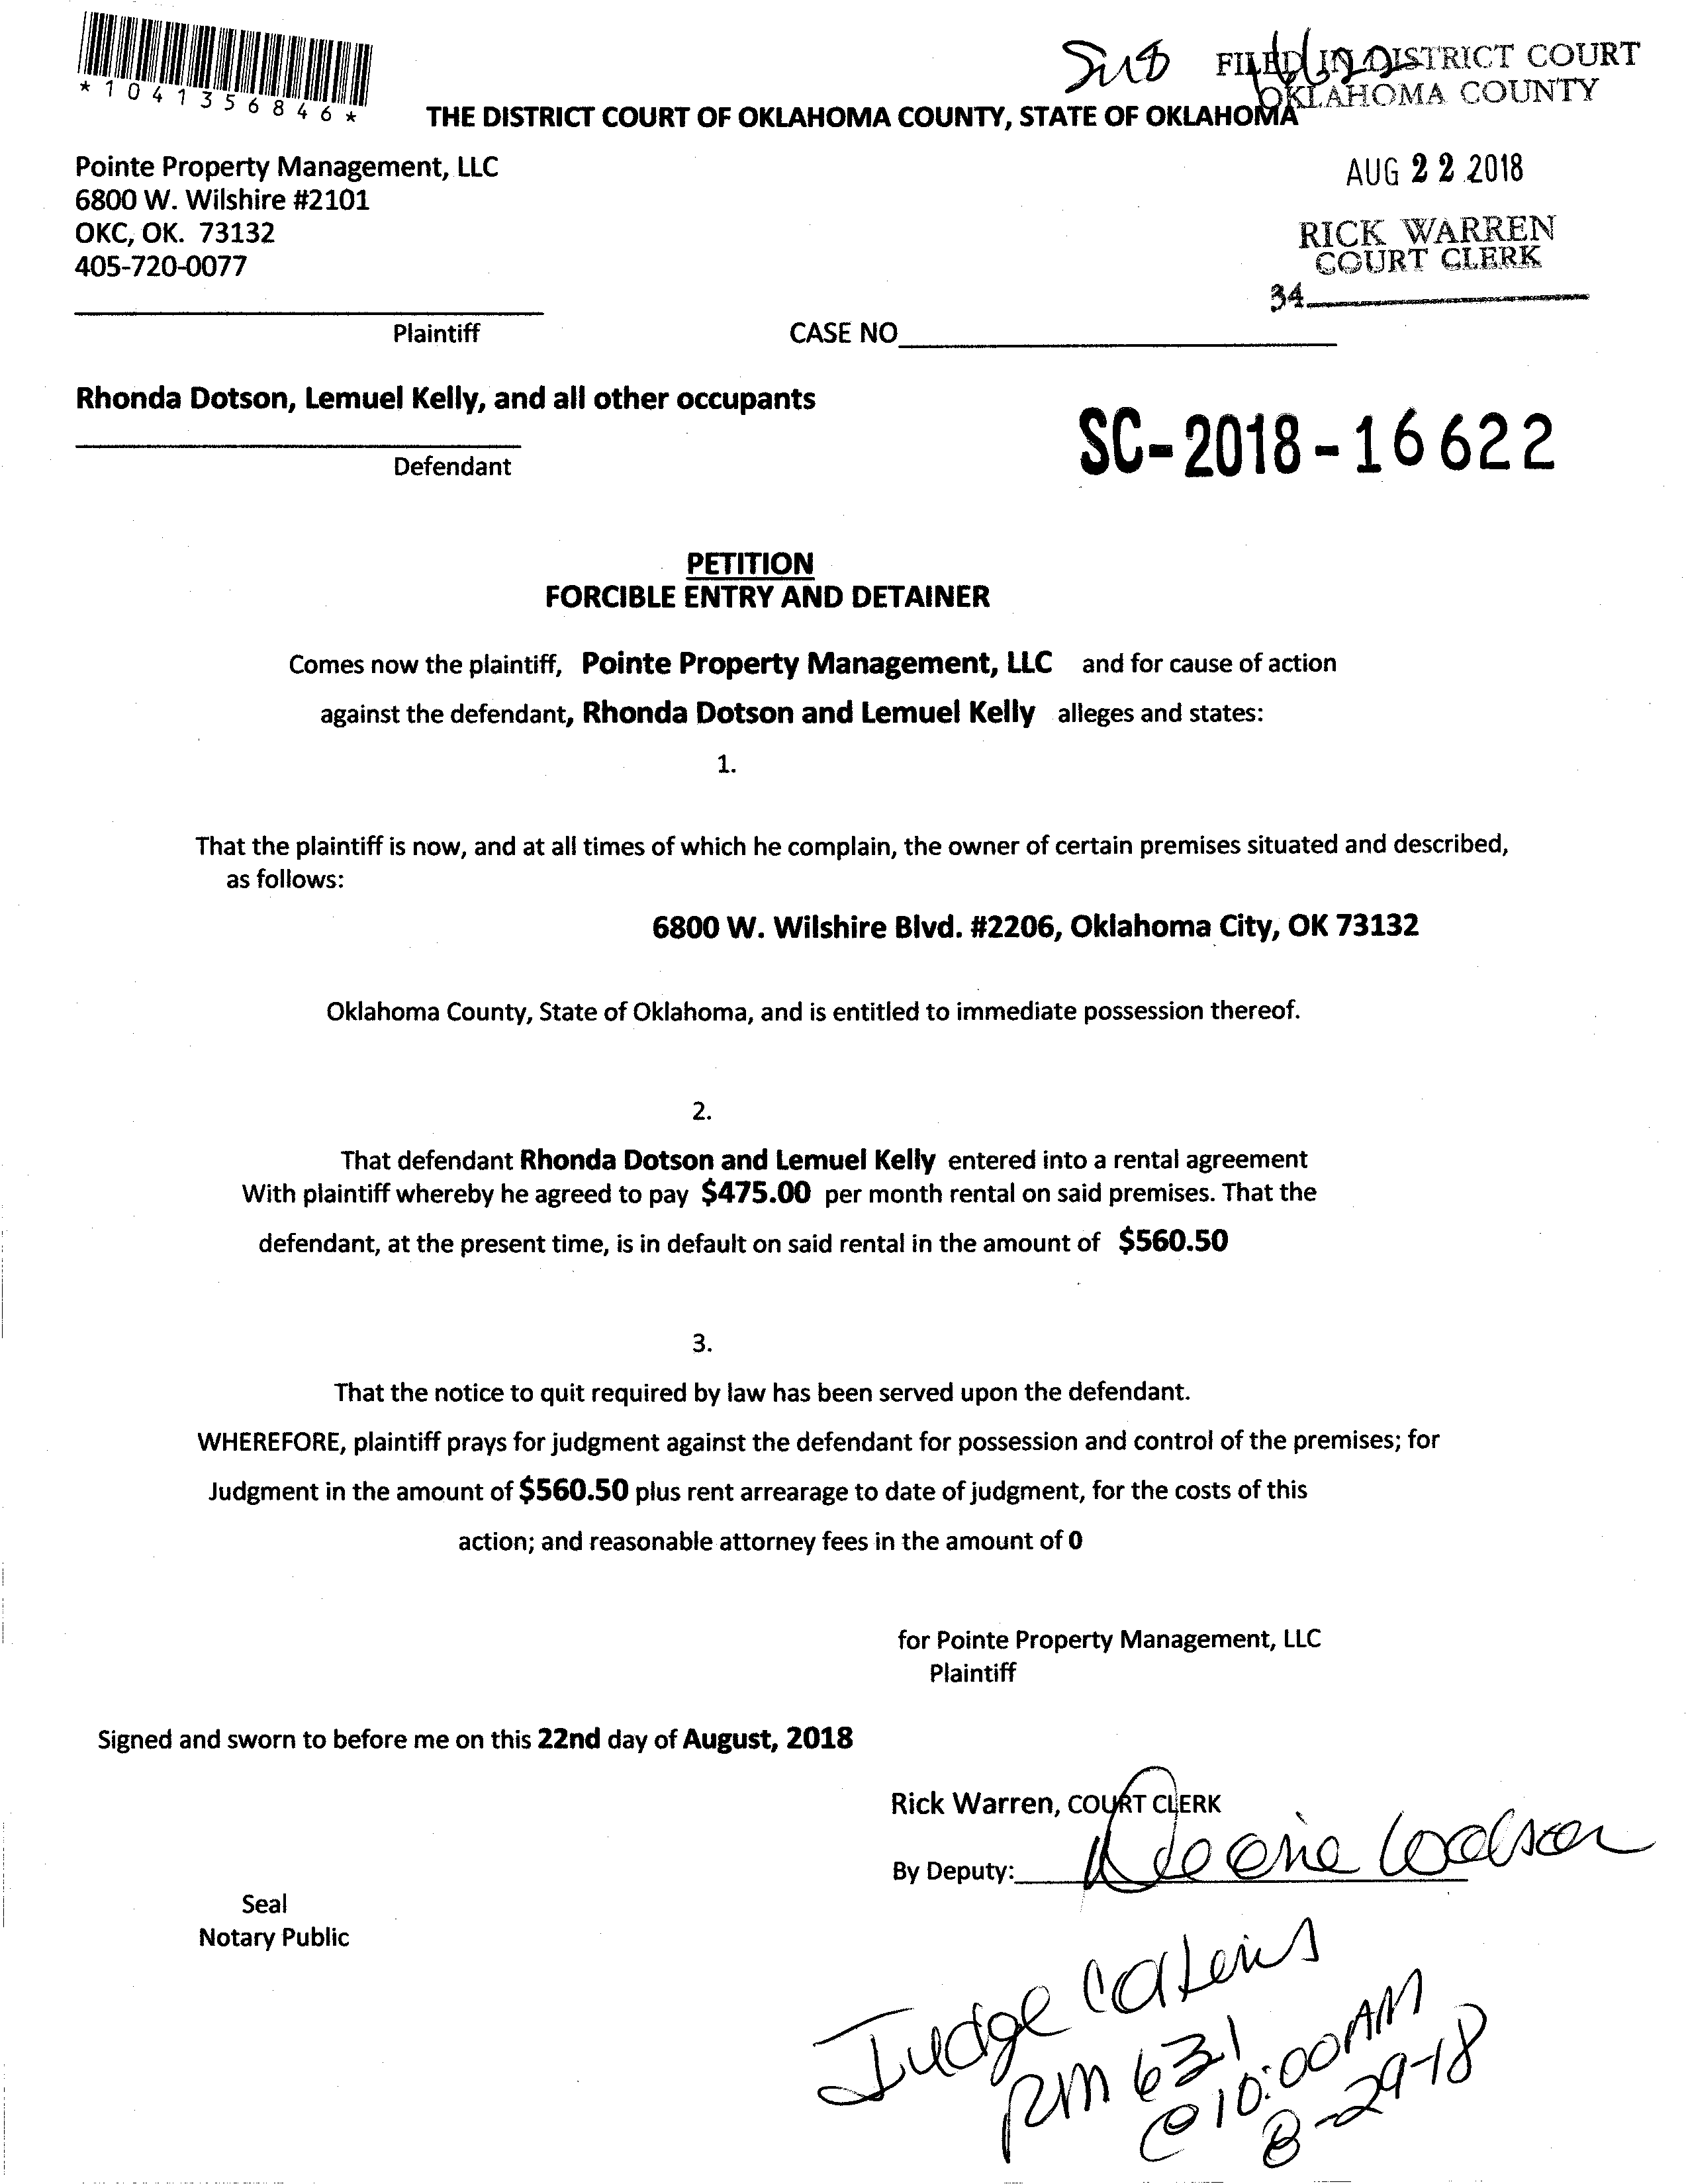 FILED IN DISTRICT COURT
OKLAHOMA COUNTY
*1041356846*
THE DISTRICT COURT OF OKLAHOMA COUNTY, STATE OF OKLAHOMA
Pointe Property Management, LLC
6800 W. Wilshire #2101
OKC, OK. 73132
405-720-0077
AUG 22 2018
RICK WARREN
COURT CLERK
34
Plaintiff
CASE NO
Rhonda Dotson, Lemuel Kelly, and all other occupants
SC-2018-16622
Defendant
PETITION
FORCIBLE ENTRY AND DETAINER
Comes now the plaintiff, Pointe Property Management, LLC and for cause of action
against the defendant, Rhonda Dotson and Lemuel Kelly alleges and states:
1.
That the plaintiff is now, and at all times of which he complain, the owner of certain premises situated and described,
as follows:
6800 W. Wilshire Blvd. #2206, Oklahoma City, OK 73132
Oklahoma County, State of Oklahoma, and is entitled to immediate possession thereof.
2.
That defendant Rhonda Dotson and Lemuel Kelly entered into a rental agreement
With plaintiff whereby he agreed to pay $475.00 per month rental on said premises. That the
defendant, at the present time, is in default on said rental in the amount of $560.50
3.
That the notice to quit required by law has been served upon the defendant.
WHEREFORE, plaintiff prays for judgment against the defendant for possession and control of the premises; for
Judgment in the amount of $560.50 plus rent arrearage to date of judgment, for the costs of this
action; and reasonable attorney fees in the amount of 0
for Pointe Property Management, LLC
Plaintiff
Signed and sworn to before me on this 22nd day of August, 2018
Rick Warren, COURT CLERK
By Deputy:
Seal
Notary Public
Judge
RM 631
@ 10:00 AM
8-29-18